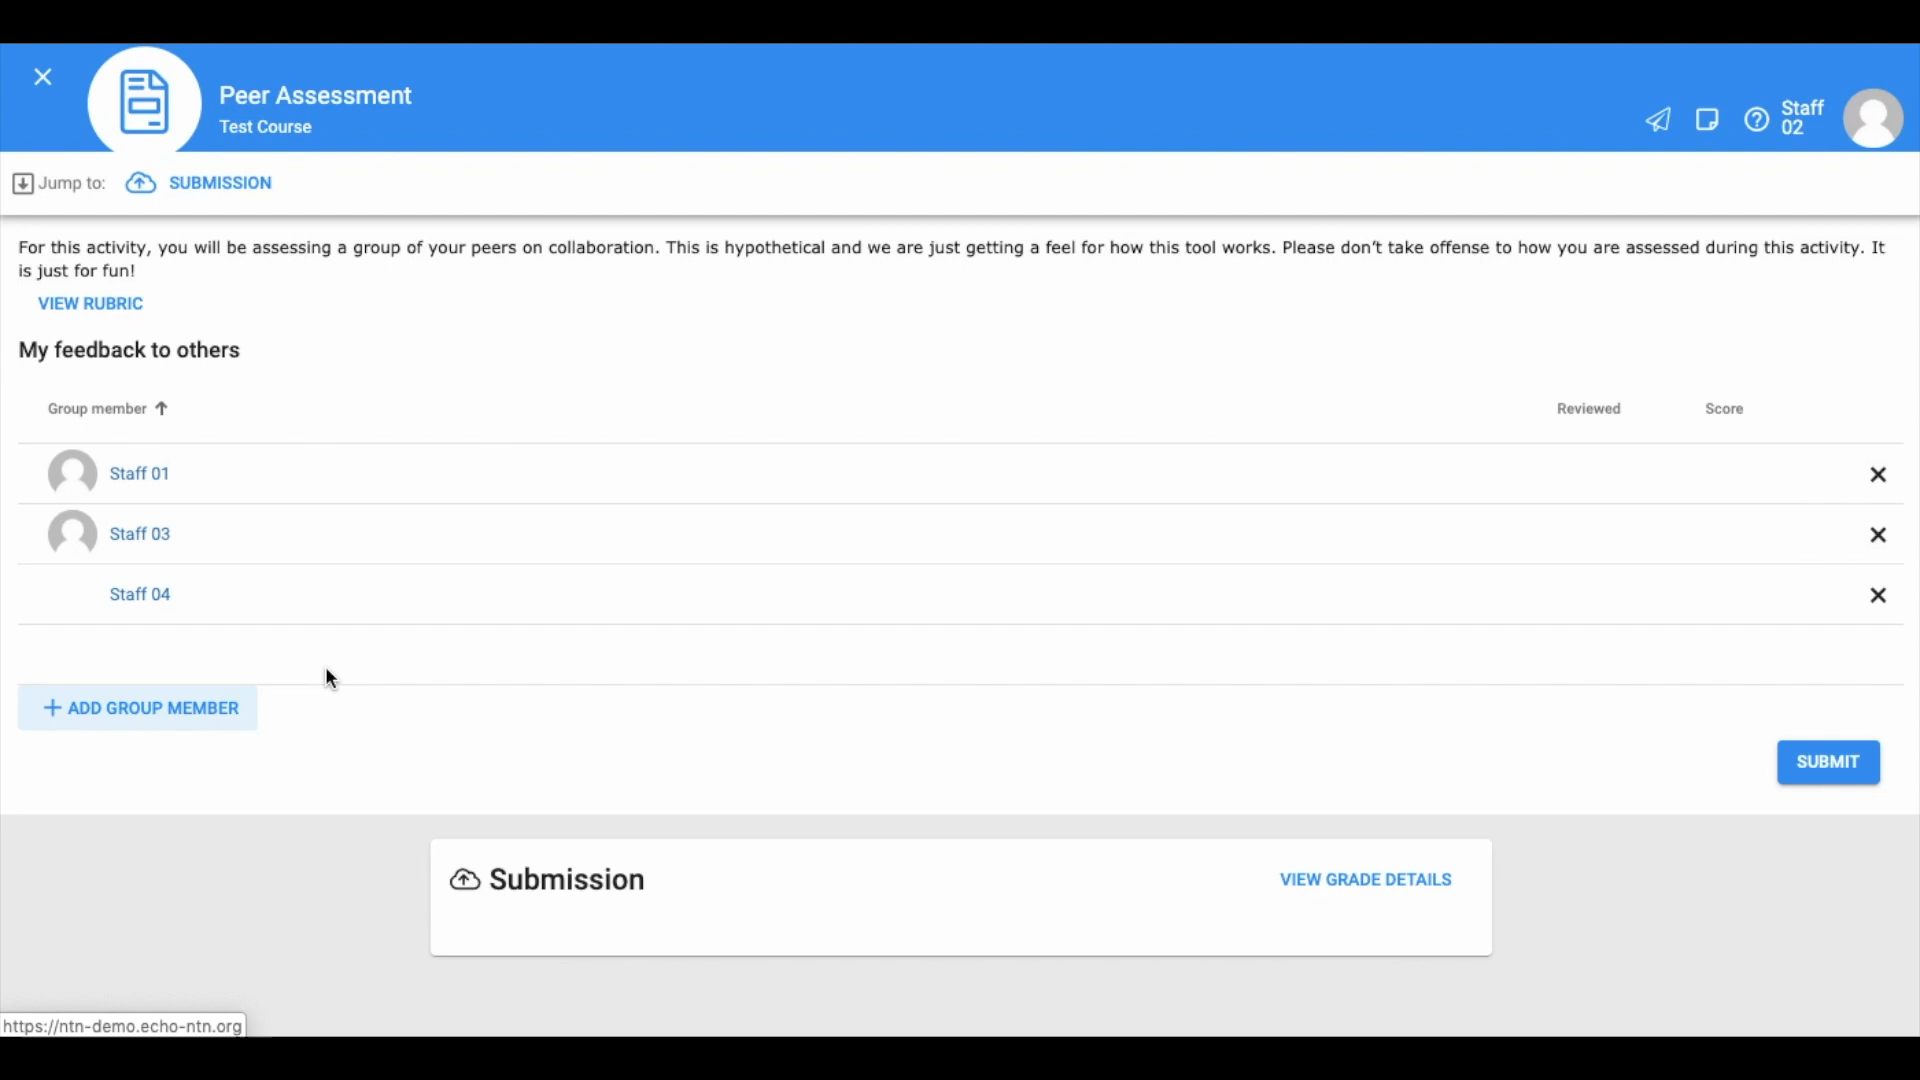 Peer Assessment
Test Course
Staff
02
Jump to: SUBMISSION
For this activity, you will be assessing a group of your peers on collaboration. This is hypothetical and we are just getting a feel for how this tool works. Please don't take offense to how you are assessed during this activity. It
is just for fun!
VIEW RUBRIC
My feedback to others
Group member Reviewed Score
Staff 01
Staff 03
Staff 04
ADD GROUP MEMBER
SUBMIT
Submission VIEW GRADE DETAILS
https://ntn-demo.echo-ntn.org